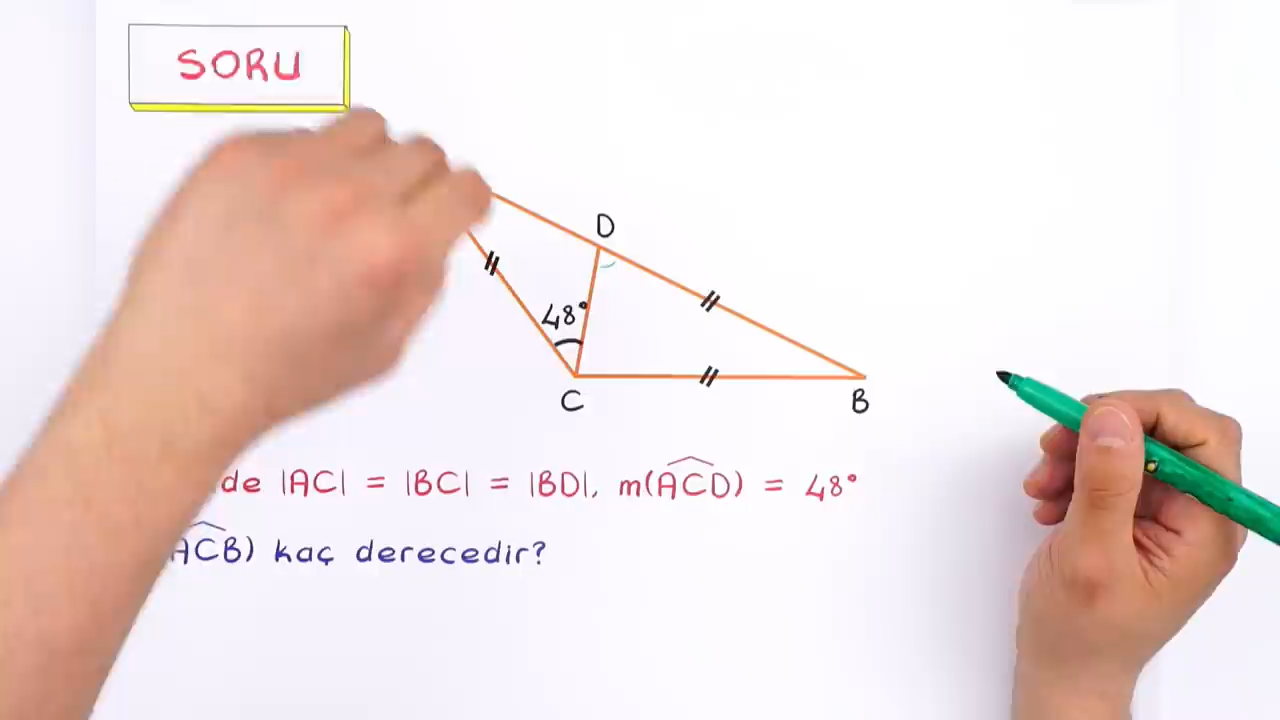 SORU
D
48°
C
B
de |AC| = |BC| = |BD|, m(ACD) = 48°
ACB) kaç derecedir?